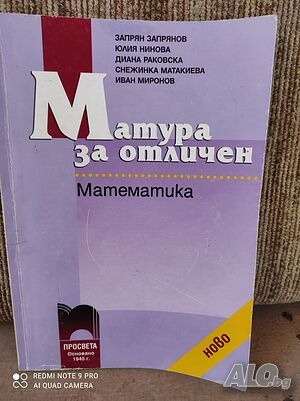 ЗАПРЯН ЗАПРЯНОВ
ЮЛИЯ НИНОВА
ДИАНА РАКОВСКА
СНЕЖИНКА МАТАКИЕВА
ИВАН МИРОНОВ
Матура
за отличен
Математика
ПРОСВЕТА
Основано
1945 г.
НОВО
REDMI NOTE 9 PRO
AI QUAD CAMERA
ALO.bg